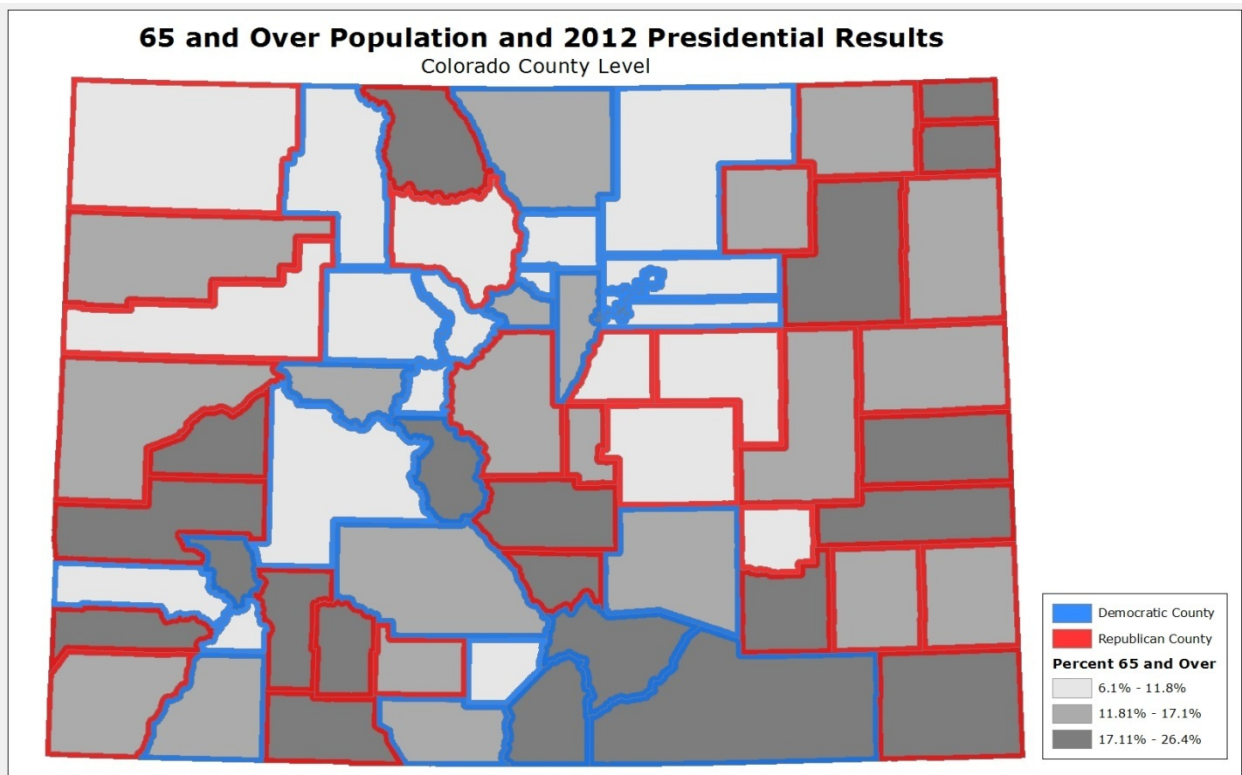 65 and Over Population and 2012 Presidential Results
Colorado County Level
Democratic County
Republican County
Percent 65 and Over
6.1% - 11.8%
11.81% - 17.1%
17.11% - 26.4%